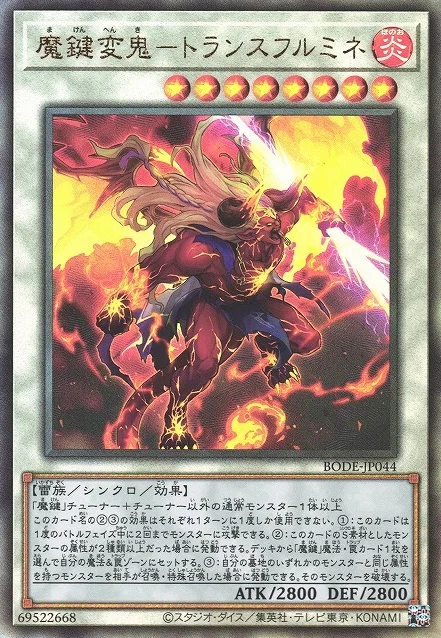 魔鍵変鬼－トランスフルミネ
炎
BODE-JP044
【雷族／シンクロ／効果】
「魔鍵」チューナー＋チューナー以外の通常モンスター１体以上
このカード名の②③の効果はそれぞれ１ターンに１度しか使用できない。①：このカードは
１度のバトルフェイズ中に２回までモンスターに攻撃できる。②：このカードのＳ素材としたモ
ンスターの属性が２種類以上だった場合に発動できる。デッキから「魔鍵」魔法・罠カード１枚を
選んで自分の魔法＆罠ゾーンにセットする。③：自分の墓地のいずれかのモンスターと同じ属性
を持つモンスターを相手が召喚・特殊召喚した場合に発動できる。そのモンスターを破壊する。
ATK/2800 DEF/2800
69522668
©スタジオ・ダイス／集英社・テレビ東京・KONAMI